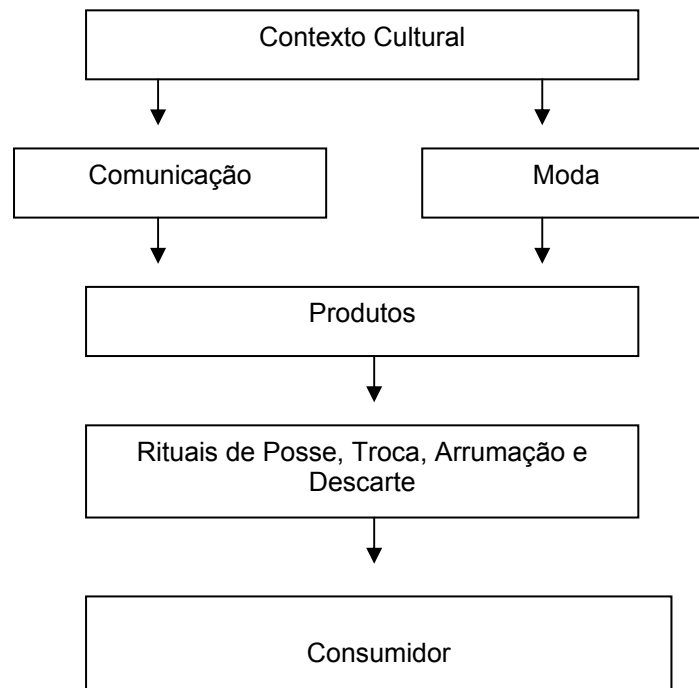 Contexto Cultural
Comunicação
Moda
Produtos
Rituais de Posse, Troca, Arrumação e
Descarte
Consumidor